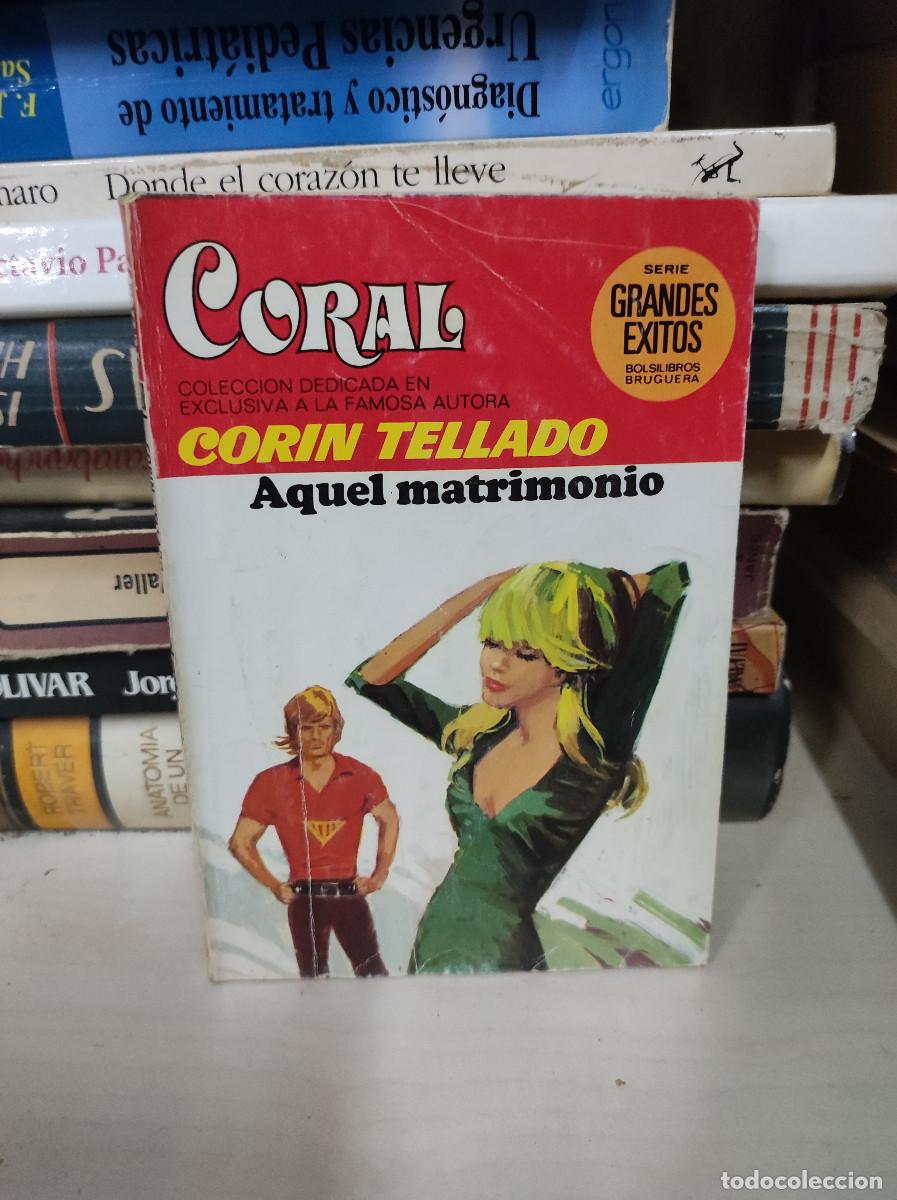 Urgencias Pediátricas
Diagnóstico y tratamiento de
ergon
Donde el corazón te lleve
CORAL
SERIE
GRANDES
EXITOS
BOLSILIBROS
BRUGUERA
COLECCION DEDICADA EN
EXCLUSIVA A LA FAMOSA AUTORA
CORIN TELLADO
Aquel matrimonio
ROBERT
TRAVER
ANATOMIA
DE UN
todocoleccion